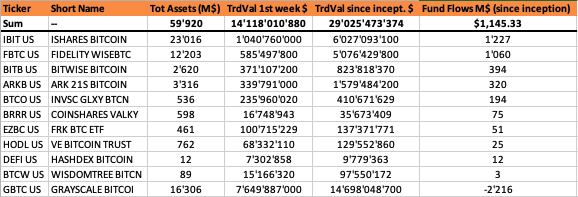 Ticker Short Name Tot Assets (M$) TrdVal 1st week $ TrdVal since incept. $ Fund Flows M$ (since inception)
Sum -- 59'920 14'118'010'880 29'025'473'374 $1,145.33
IBIT US ISHARES BITCOIN 23'016 1'040'760'000 6'027'093'100 1'227
FBTC US FIDELITY WISEBTC 12'203 585'497'800 5'076'429'800 1'060
BITB US BITWISE BITCOIN 2'620 371'107'200 823'818'370 394
ARKB US ARK 21S BITCOIN 3'316 339'791'000 1'579'484'200 320
BTCO US INVSC GLXY BTCN 536 235'960'020 410'671'629 194
BRRR US COINSHARES VALKY 598 16'748'943 35'673'409 75
EZBC US FRK BTC ETF 461 100'715'229 137'371'771 51
HODL US VE BITCOIN TRUST 762 68'332'110 129'552'860 25
DEFI US HASHDEX BITCOIN 12 7'302'858 9'779'363 12
BTCW US WISDOMTREE BITCN 89 15'166'320 97'550'172 3
GBTC US GRAYSCALE BITCOI 16'306 7'649'887'000 14'698'048'700 -2'216